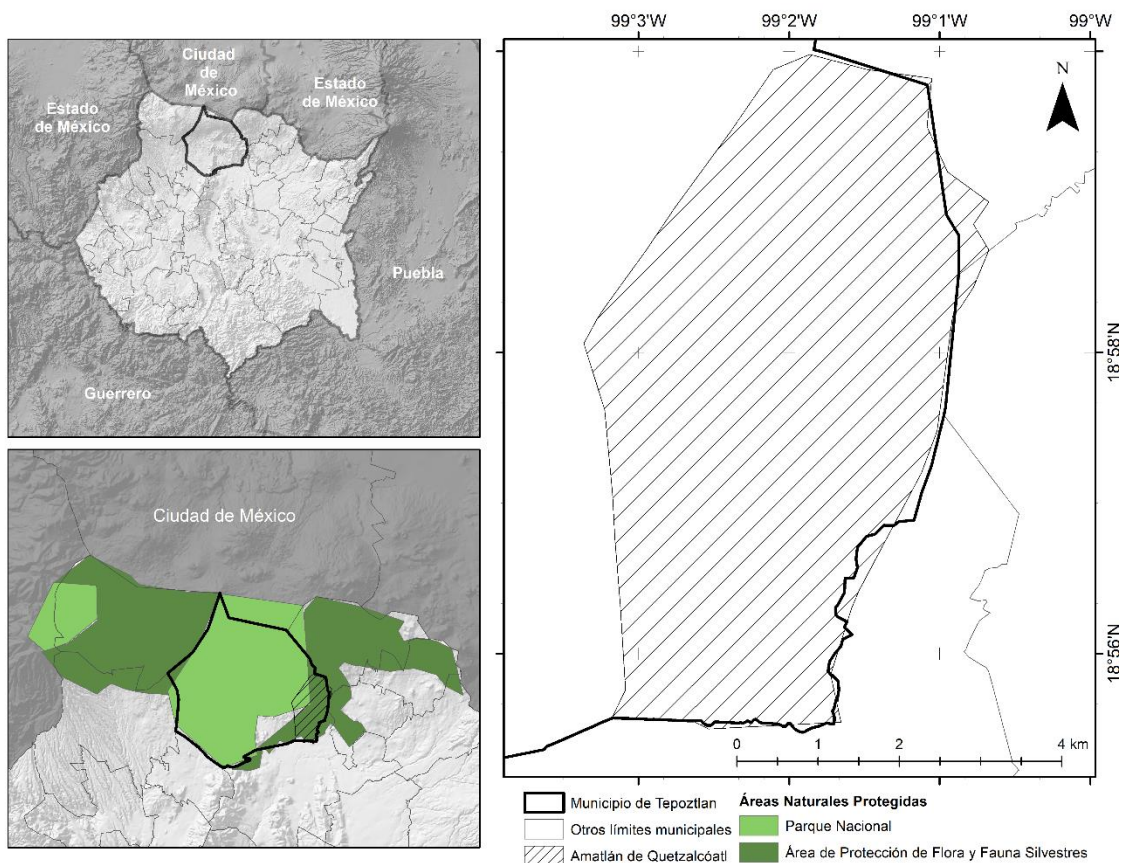 Ciudad
de
México
Estado
de México
Estado
de México
Puebla
Guerrero
Ciudad de México
99°3'W
99°2'W
99°1'W
99°W
N
18°58'N
18°56'N
0
1
2
4 km
Municipio de Tepoztlan
Otros límites municipales
Amatlán de Quetzalcóatl
Áreas Naturales Protegidas
Parque Nacional
Área de Protección de Flora y Fauna Silvestres